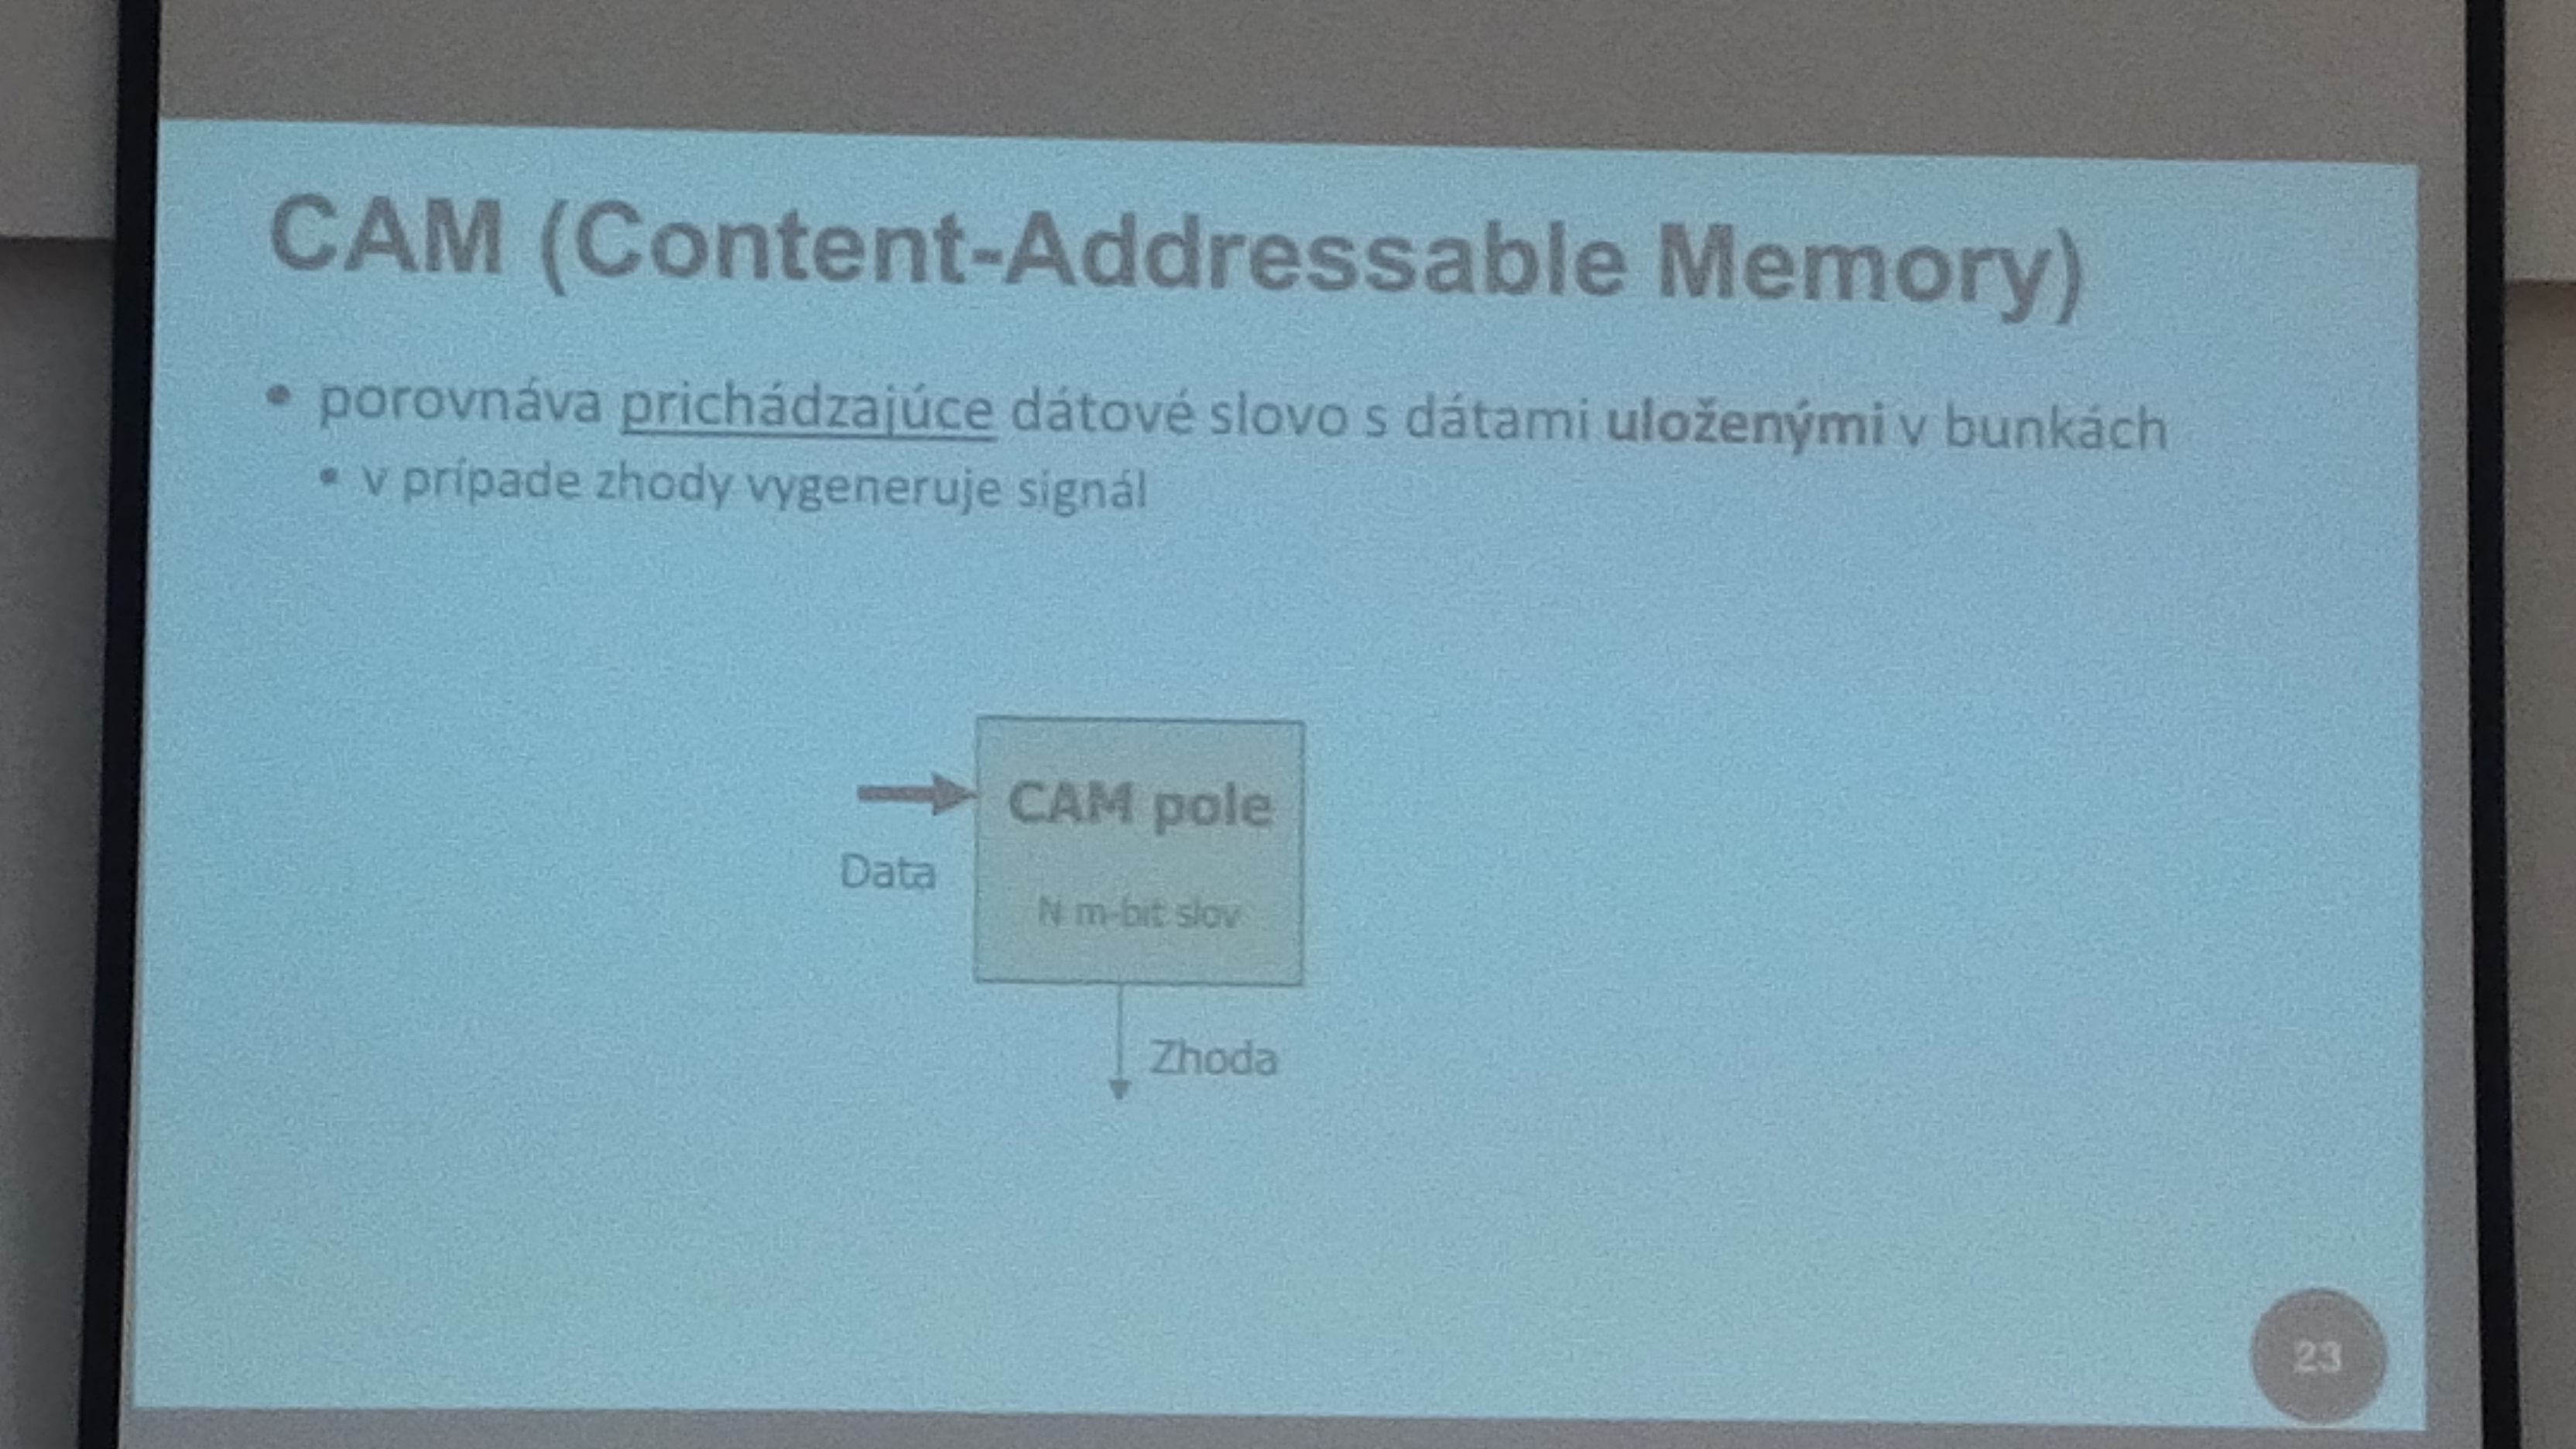 CAM (Content-Addressable Memory)
• porovnáva prichádzajúce dátové slovo s dátami uloženými v bunkách
• v prípade zhody vygeneruje signál
CAM pole
Data
N m-bit slov
Zhoda
23